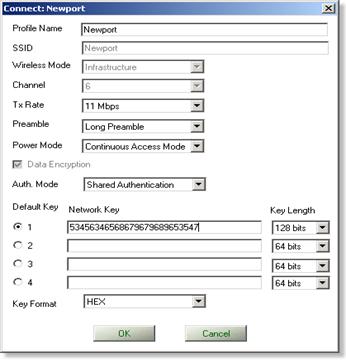 Connect: Newport
Profile Name Newport
SSID Newport
Wireless Mode Infrastructure
Channel 6
Tx Rate 11 Mbps
Preamble Long Preamble
Power Mode Continuous Access Mode
Data Encryption
Auth. Mode Shared Authentication
Default Key Network Key Key Length
1 53456346568679679689653547 128 bits
2 64 bits
3 64 bits
4 64 bits
Key Format HEX
OK Cancel